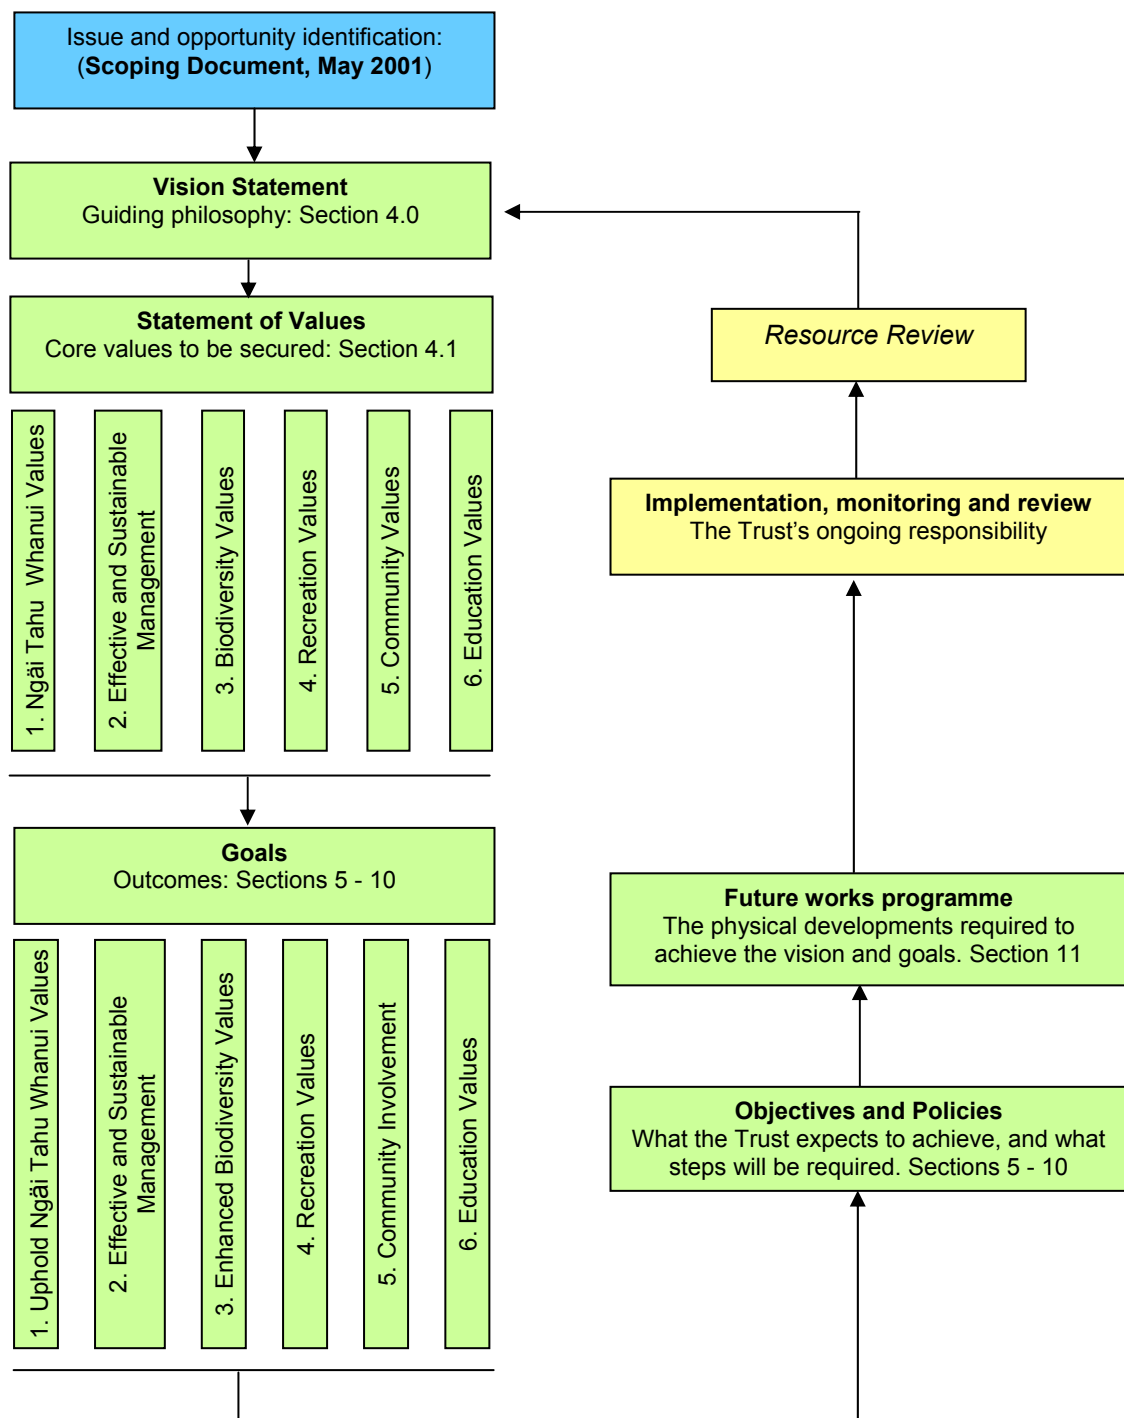 Issue and opportunity identification:
(Scoping Document, May 2001)
Vision Statement
Guiding philosophy: Section 4.0
Statement of Values
Core values to be secured: Section 4.1
1. Ngäi Tahu Whanui Values
2. Effective and Sustainable
Management
3. Biodiversity Values
4. Recreation Values
5. Community Values
6. Education Values
Goals
Outcomes: Sections 5 - 10
1. Uphold Ngäi Tahu Whanui Values
2. Effective and Sustainable
Management
3. Enhanced Biodiversity Values
4. Recreation Values
5. Community Involvement
6. Education Values
Resource Review
Implementation, monitoring and review
The Trust's ongoing responsibility
Future works programme
The physical developments required to
achieve the vision and goals. Section 11
Objectives and Policies
What the Trust expects to achieve, and what
steps will be required. Sections 5 - 10